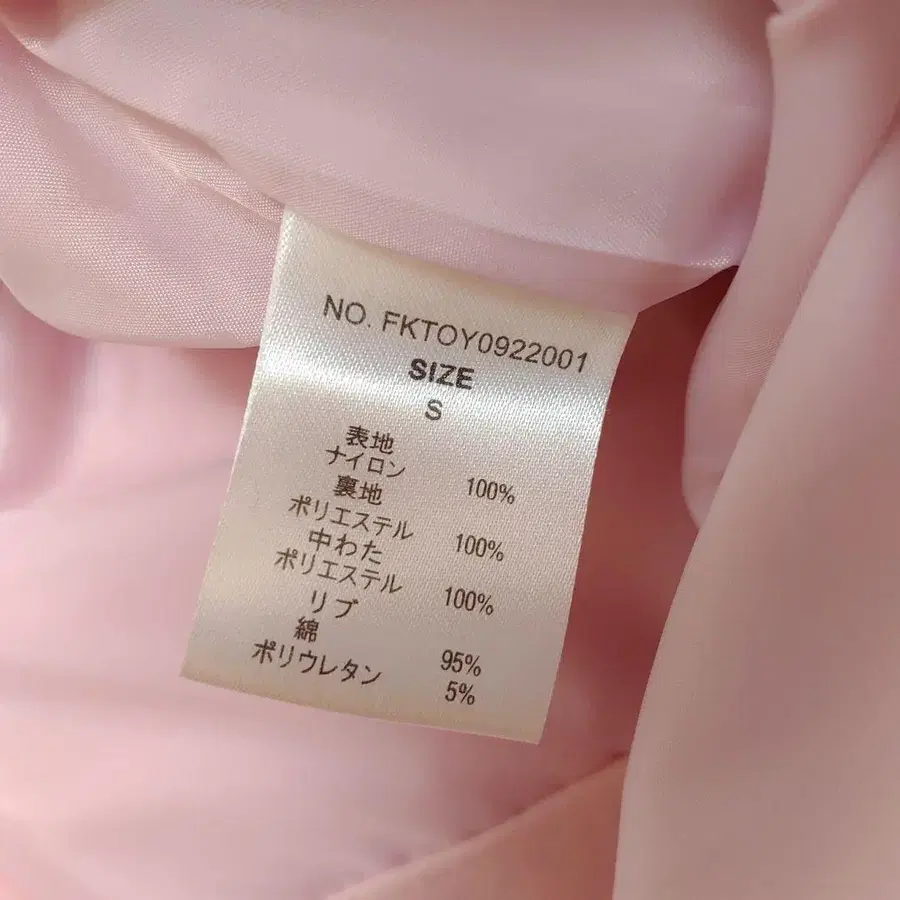 NO. FKTOY0922001
SIZE
S
表地
ナイロン 100%
裏地
ポリエステル 100%
中わた
ポリエステル 100%
リブ
綿 95%
ポリウレタン 5%